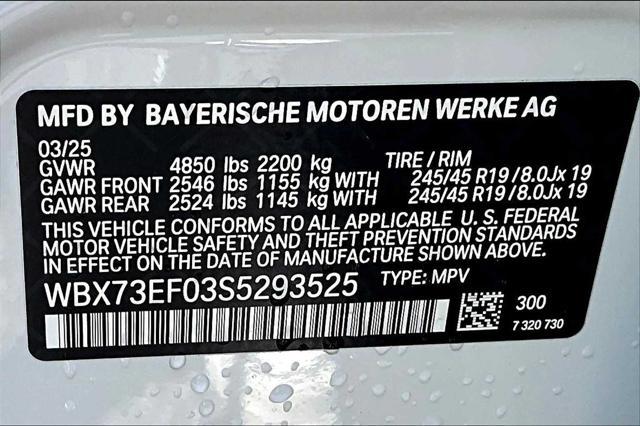 MFD BY BAYERISCHE MOTOREN WERKE AG
03/25
GVWR 4850 lbs 2200 kg TIRE / RIM
GAWR FRONT 2546 lbs 1155 kg WITH 245/45 R19 / 8.0Jx 19
GAWR REAR 2524 lbs 1145 kg WITH 245/45 R19 / 8.0Jx 19
THIS VEHICLE CONFORMS TO ALL APPLICABLE U. S. FEDERAL
MOTOR VEHICLE SAFETY AND THEFT PREVENTION STANDARDS
IN EFFECT ON THE DATE OF MANUFACTURE SHOWN ABOVE.
WBX73EF03S5293525 TYPE: MPV
300
7 320 730